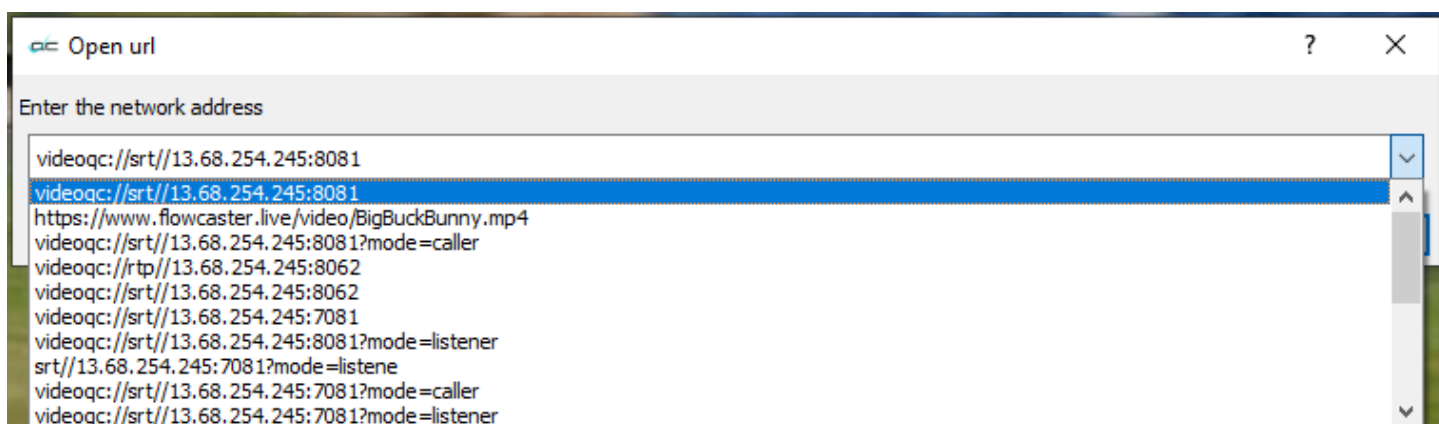 Open url
?
Enter the network address
videoqc://srt//13.68.254.245:8081
videoqc://srt//13.68.254.245:8081
https://www.flowcaster.live/video/BigBuckBunny.mp4
videoqc://srt//13.68.254.245:8081?mode=caller
videoqc://rtp//13.68.254.245:8062
videoqc://srt//13.68.254.245:8062
videoqc://srt//13.68.254.245:7081
videoqc://srt//13.68.254.245:8081?mode=listener
srt//13.68.254.245:7081?mode=listene
videoqc://srt//13.68.254.245:7081?mode=caller
videoqc://srt//13.68.254.245:7081?mode=listener